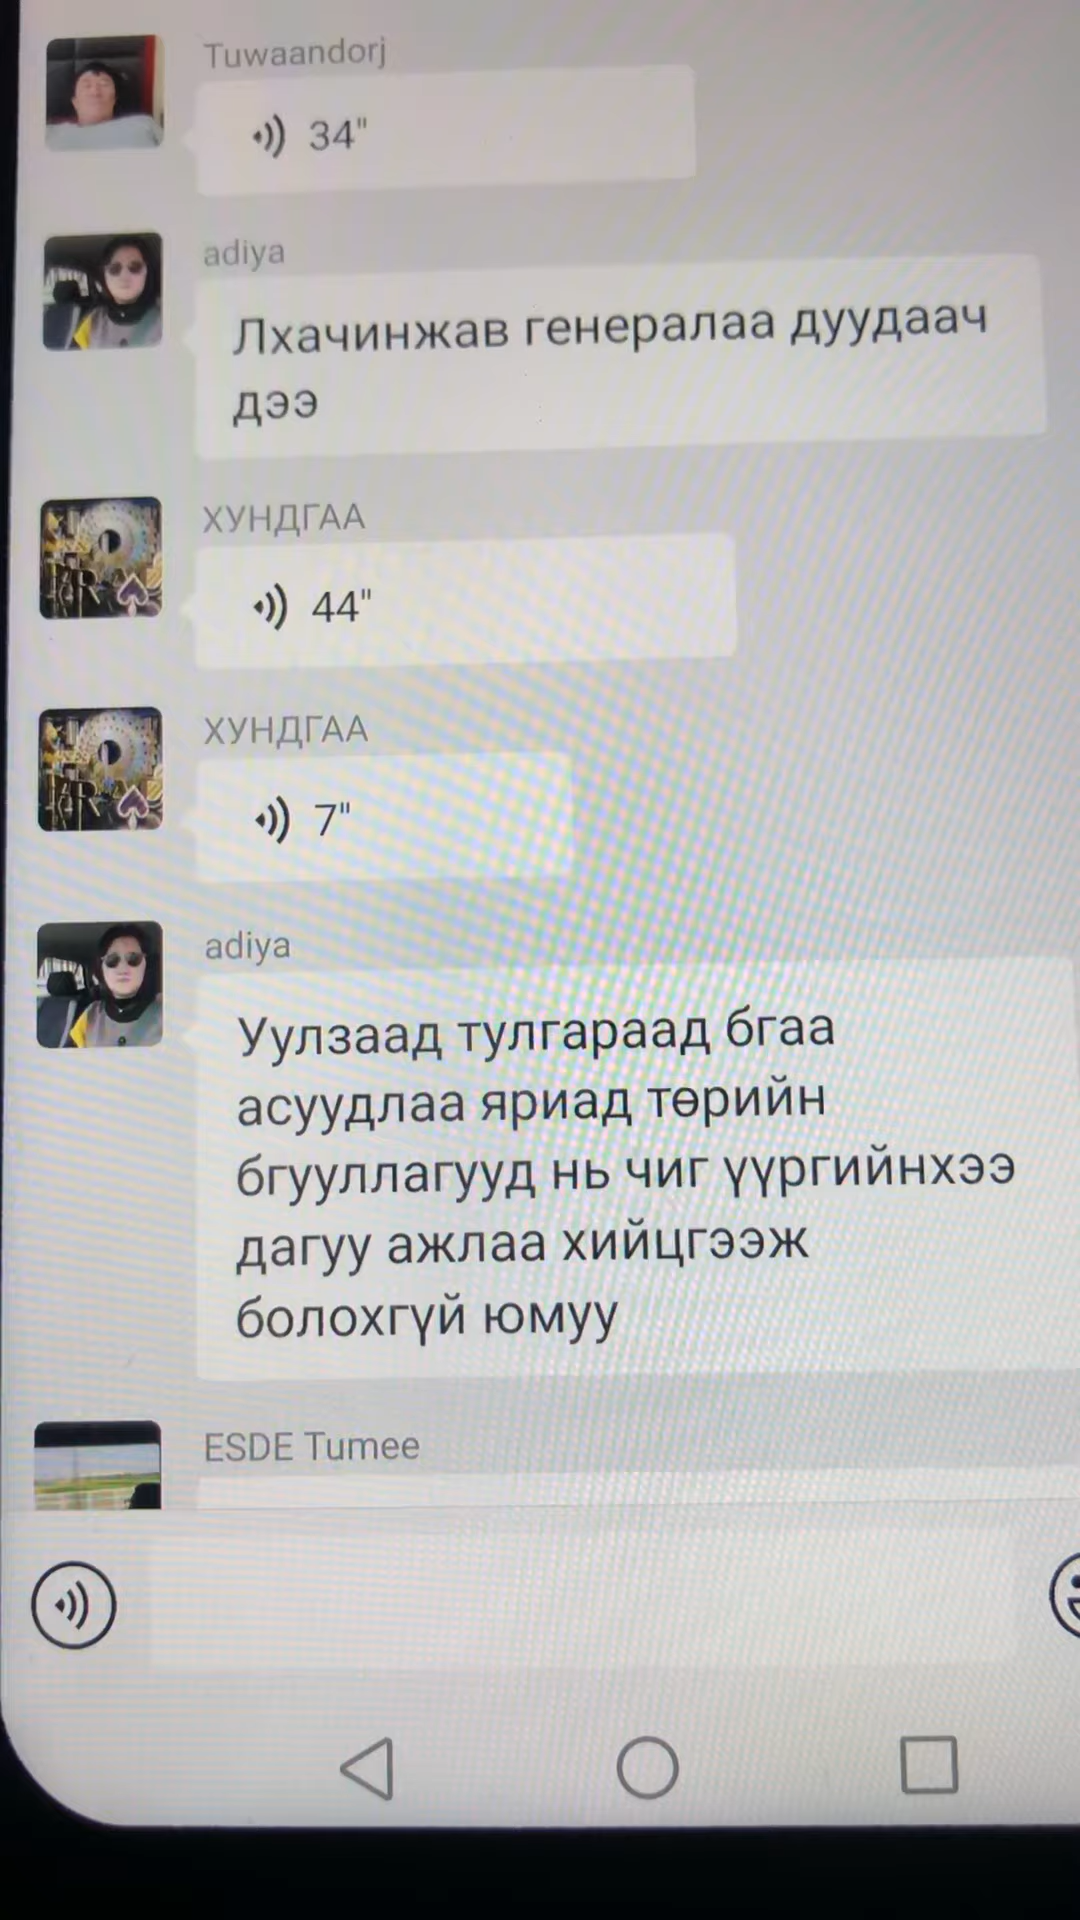 Tuwaandorj
34"
adiya
Лхачинжав генералаа дуудаач
дээ
ХУНДГАА
44"
ХУНДГАА
7"
adiya
Уулзаад тулгараад бгаа
асуудлаа яриад төрийн
бгууллагууд нь чиг үүргийнхээ
дагуу ажлаа хийцгээж
болохгүй юмуу
ESDE Tumee